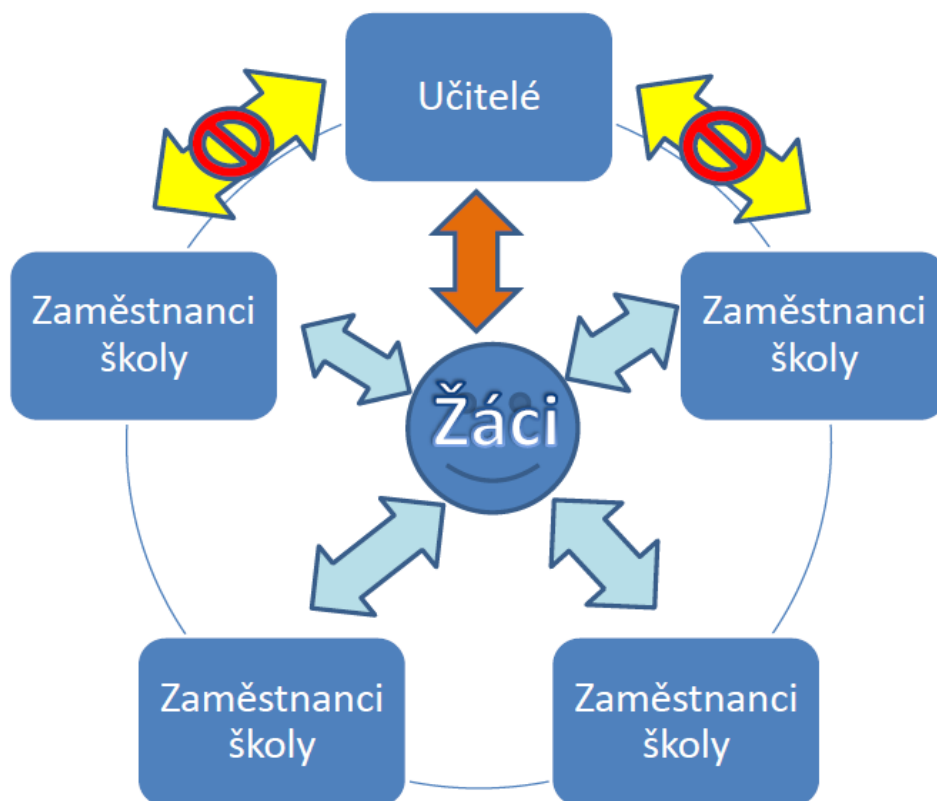 Učitelé
Zaměstnanci
školy
Zaměstnanci
školy
Žáci
Zaměstnanci
školy
Zaměstnanci
školy